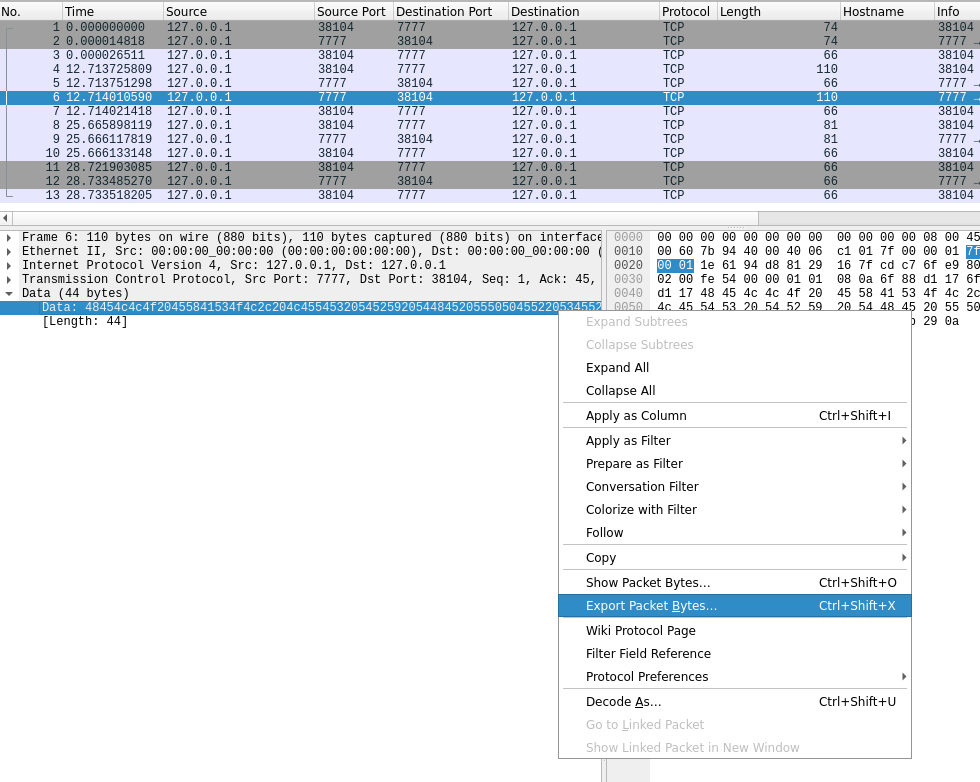 No. Time Source Source Port Destination Port Destination Protocol Length Hostname Info
1 0.000000000 127.0.0.1 38104 7777 127.0.0.1 TCP 74 38104
2 0.000014818 127.0.0.1 7777 38104 127.0.0.1 TCP 74 7777 →
3 0.000026511 127.0.0.1 38104 7777 127.0.0.1 TCP 66 38104
4 12.713725809 127.0.0.1 38104 7777 127.0.0.1 TCP 110 38104
5 12.713751298 127.0.0.1 7777 38104 127.0.0.1 TCP 66 7777 →
6 12.714010590 127.0.0.1 7777 38104 127.0.0.1 TCP 110 7777 →
7 12.714021418 127.0.0.1 38104 7777 127.0.0.1 TCP 66 38104
8 25.665898119 127.0.0.1 38104 7777 127.0.0.1 TCP 81 38104
9 25.666117819 127.0.0.1 7777 38104 127.0.0.1 TCP 81 7777 →
10 25.666133148 127.0.0.1 38104 7777 127.0.0.1 TCP 66 38104
11 28.721903085 127.0.0.1 38104 7777 127.0.0.1 TCP 66 38104
12 28.733485270 127.0.0.1 7777 38104 127.0.0.1 TCP 66 7777 →
13 28.733518205 127.0.0.1 38104 7777 127.0.0.1 TCP 66 38104
Frame 6: 110 bytes on wire (880 bits), 110 bytes captured (880 bits) on interface
Ethernet II, Src: 00:00:00_00:00:00 (00:00:00:00:00:00), Dst: 00:00:00_00:00:00 (
Internet Protocol Version 4, Src: 127.0.0.1, Dst: 127.0.0.1
Transmission Control Protocol, Src Port: 7777, Dst Port: 38104, Seq: 1, Ack: 45,
Data (44 bytes)
Data: 48454c4c4f20455841534f4c2c204c455453205452592054484520555050455220534552
[Length: 44]
0000 00 00 00 00 00 00 00 00 00 00 00 00 08 00 45
0010 00 60 7b 94 40 00 40 06 c1 01 7f 00 00 01 7f
0020 00 01 1e 61 94 d8 81 29 16 7f cd c7 6f e9 80
0030 02 00 fe 54 00 00 01 01 08 0a 6f 88 d1 17 6f
0040 d1 17 48 45 4c 4c 4f 20 45 58 41 53 4f 4c 2c
0050 4c 45 54 53 20 54 52 59 20 54 48 45 20 55 50
29 0a
Expand Subtrees
Collapse Subtrees
Expand All
Collapse All
Apply as Column Ctrl+Shift+I
Apply as Filter
Prepare as Filter
Conversation Filter
Colorize with Filter
Follow
Copy
Show Packet Bytes... Ctrl+Shift+O
Export Packet Bytes... Ctrl+Shift+X
Wiki Protocol Page
Filter Field Reference
Protocol Preferences
Decode As... Ctrl+Shift+U
Go to Linked Packet
Show Linked Packet in New Window